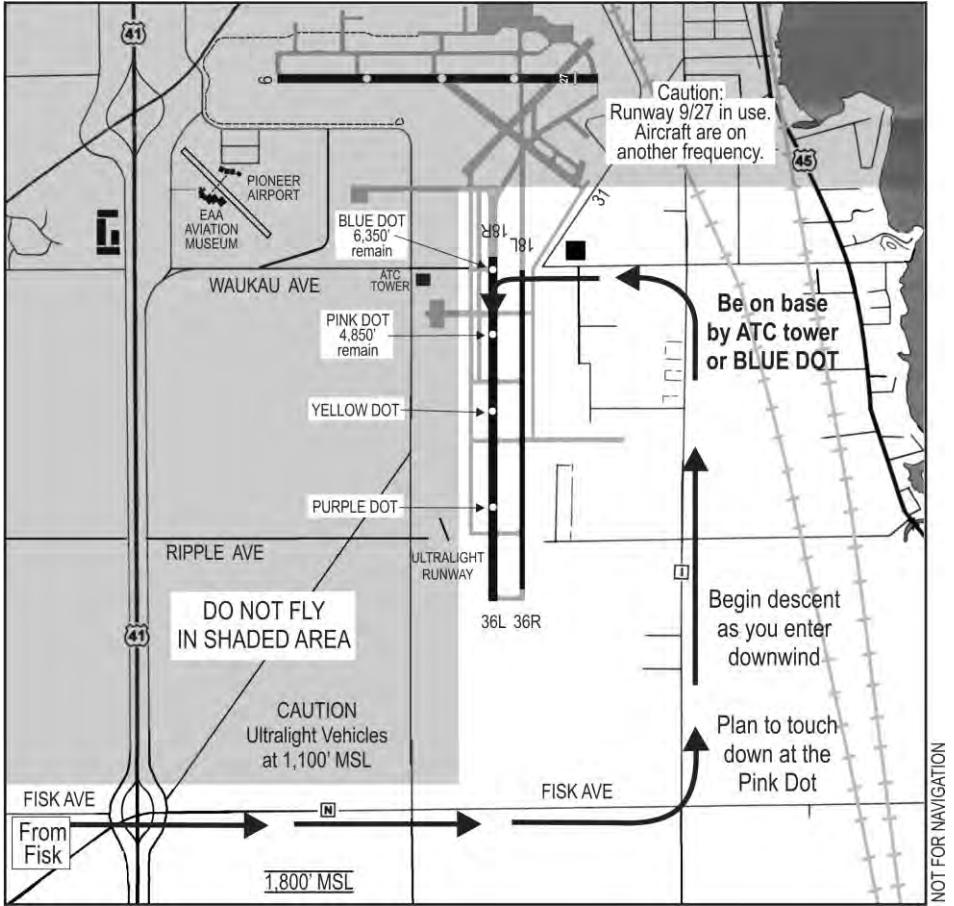 41
6
27
Caution:
Runway 9/27 in use.
Aircraft are on
another frequency.
45
PIONEER
AIRPORT
EAA
AVIATION
MUSEUM
31
BLUE DOT
6,350'
remain
18R
18L
WAUKAU AVE
ATC
TOWER
Be on base
by ATC tower
or BLUE DOT
PINK DOT
4,850'
remain
YELLOW DOT
PURPLE DOT
RIPPLE AVE
ULTRALIGHT
RUNWAY
I
DO NOT FLY
IN SHADED AREA
36L 36R
Begin descent
as you enter
downwind
41
CAUTION
Ultralight Vehicles
at 1,100' MSL
Plan to touch
down at the
Pink Dot
FISK AVE
N
FISK AVE
From
Fisk
1,800' MSL
NOT FOR NAVIGATION